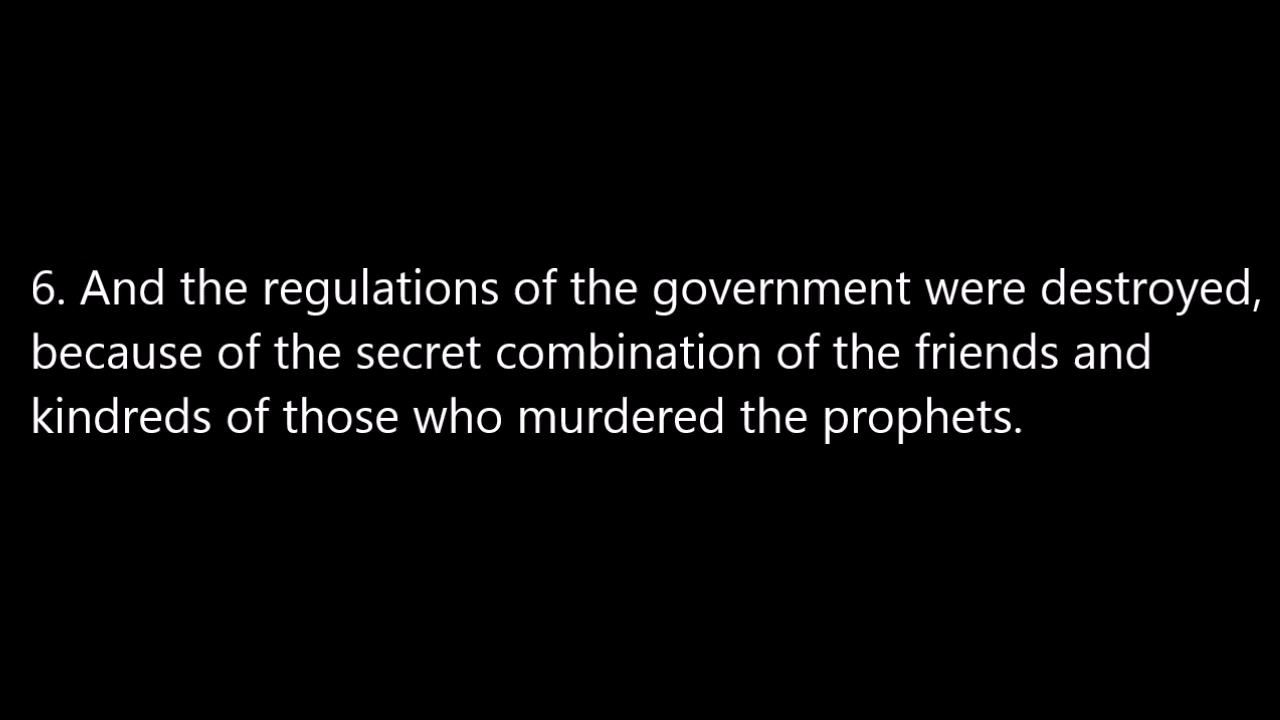 6. And the regulations of the government were destroyed,
because of the secret combination of the friends and
kindreds of those who murdered the prophets.